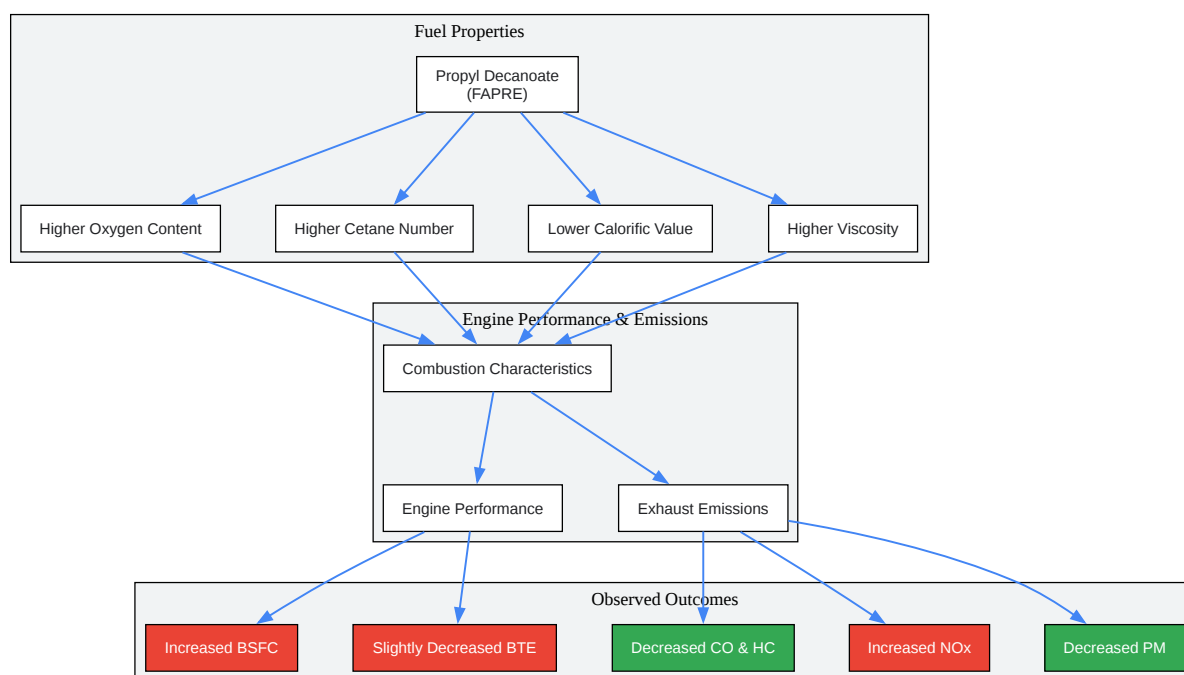 Fuel Properties
Propyl Decanoate
(FAPRE)
Higher Oxygen Content
Higher Cetane Number
Lower Calorific Value
Higher Viscosity
Engine Performance & Emissions
Combustion Characteristics
Engine Performance
Exhaust Emissions
Observed Outcomes
Increased BSFC
Slightly Decreased BTE
Decreased CO & HC
Increased NOx
Decreased PM